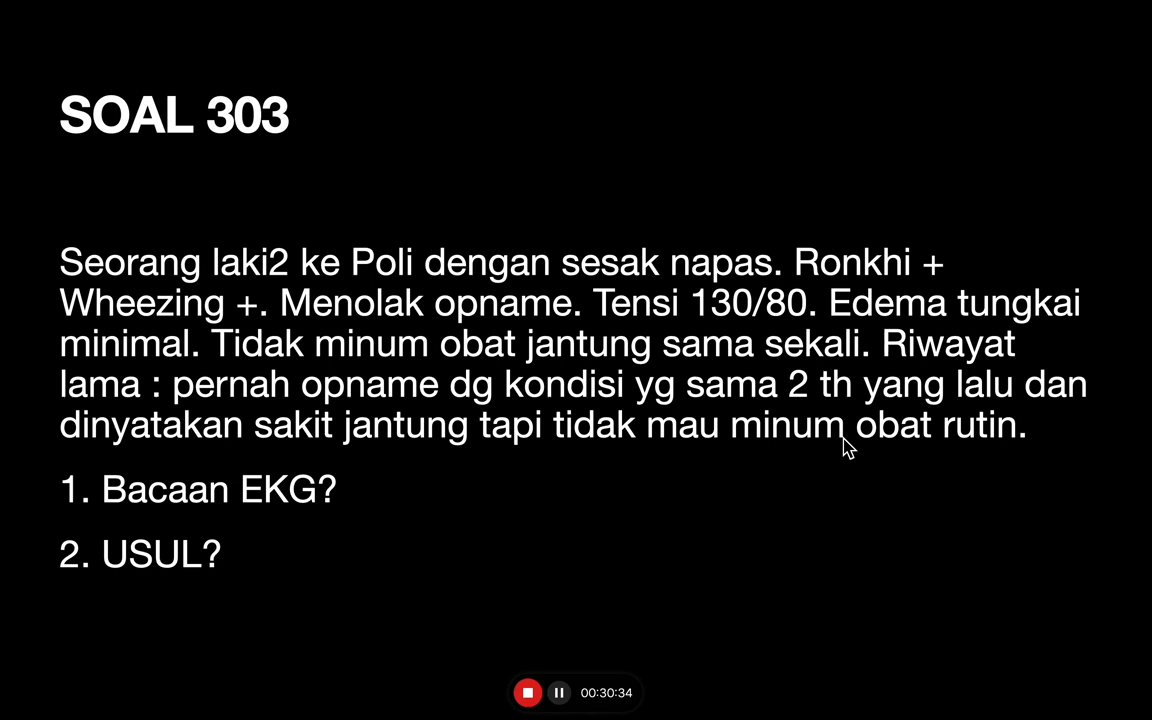 SOAL 303
Seorang laki2 ke Poli dengan sesak napas. Ronkhi +
Wheezing +. Menolak opname. Tensi 130/80. Edema tungkai
minimal. Tidak minum obat jantung sama sekali. Riwayat
lama : pernah opname dg kondisi yg sama 2 th yang lalu dan
dinyatakan sakit jantung tapi tidak mau minum obat rutin.
1. Bacaan EKG?
2. USUL?
00:30:34